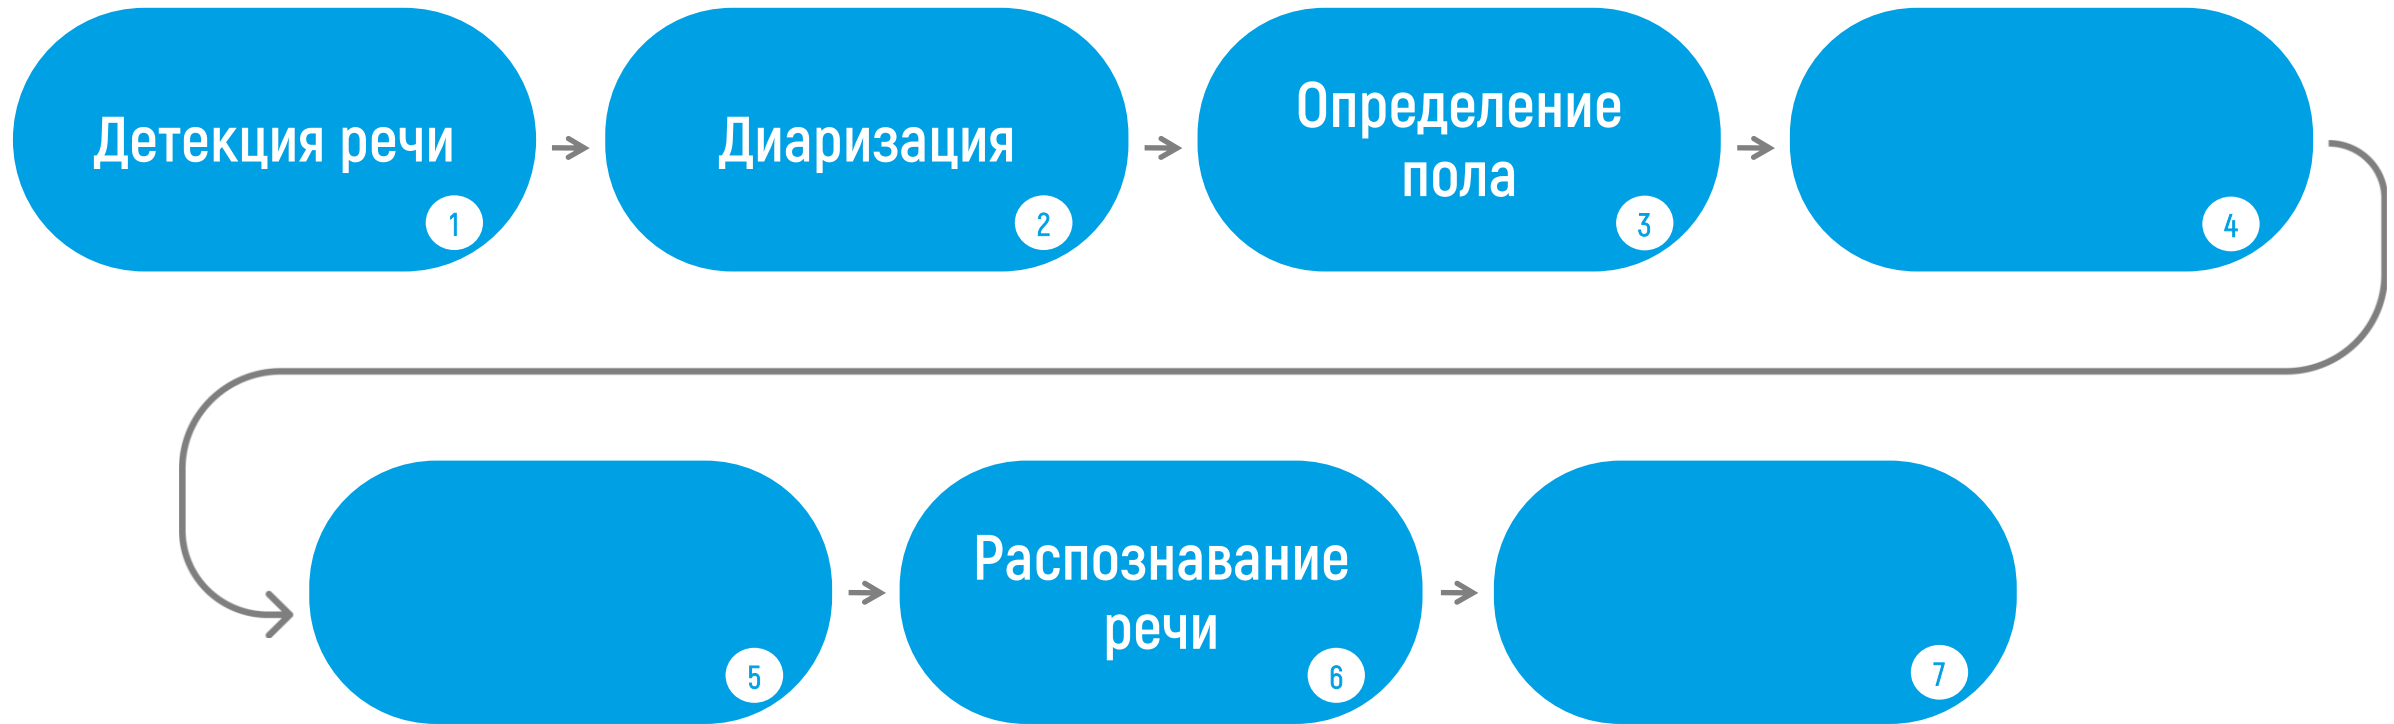 Детекция речи
1
Диаризация
2
Определение
пола
3
4
5
Распознавание
речи
6
7